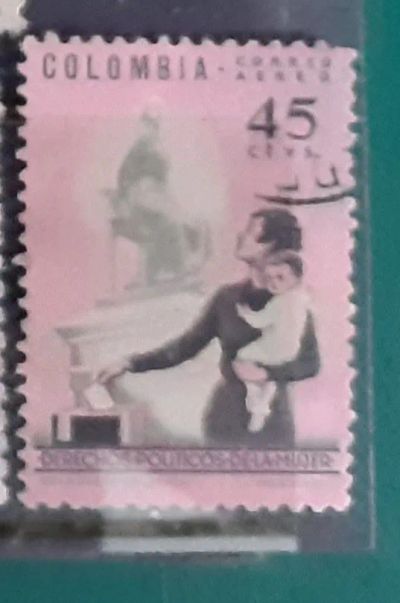 COLOMBIA - CORREO
AEREO
45
CTVS.
DERECHOS POLITICOS DE LA MUJER